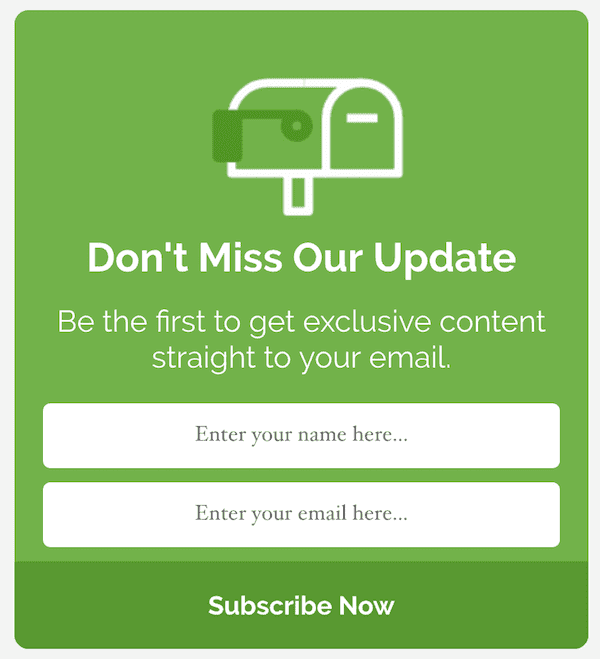 Don't Miss Our Update
Be the first to get exclusive content
straight to your email.
Enter your name here...
Enter your email here...
Subscribe Now